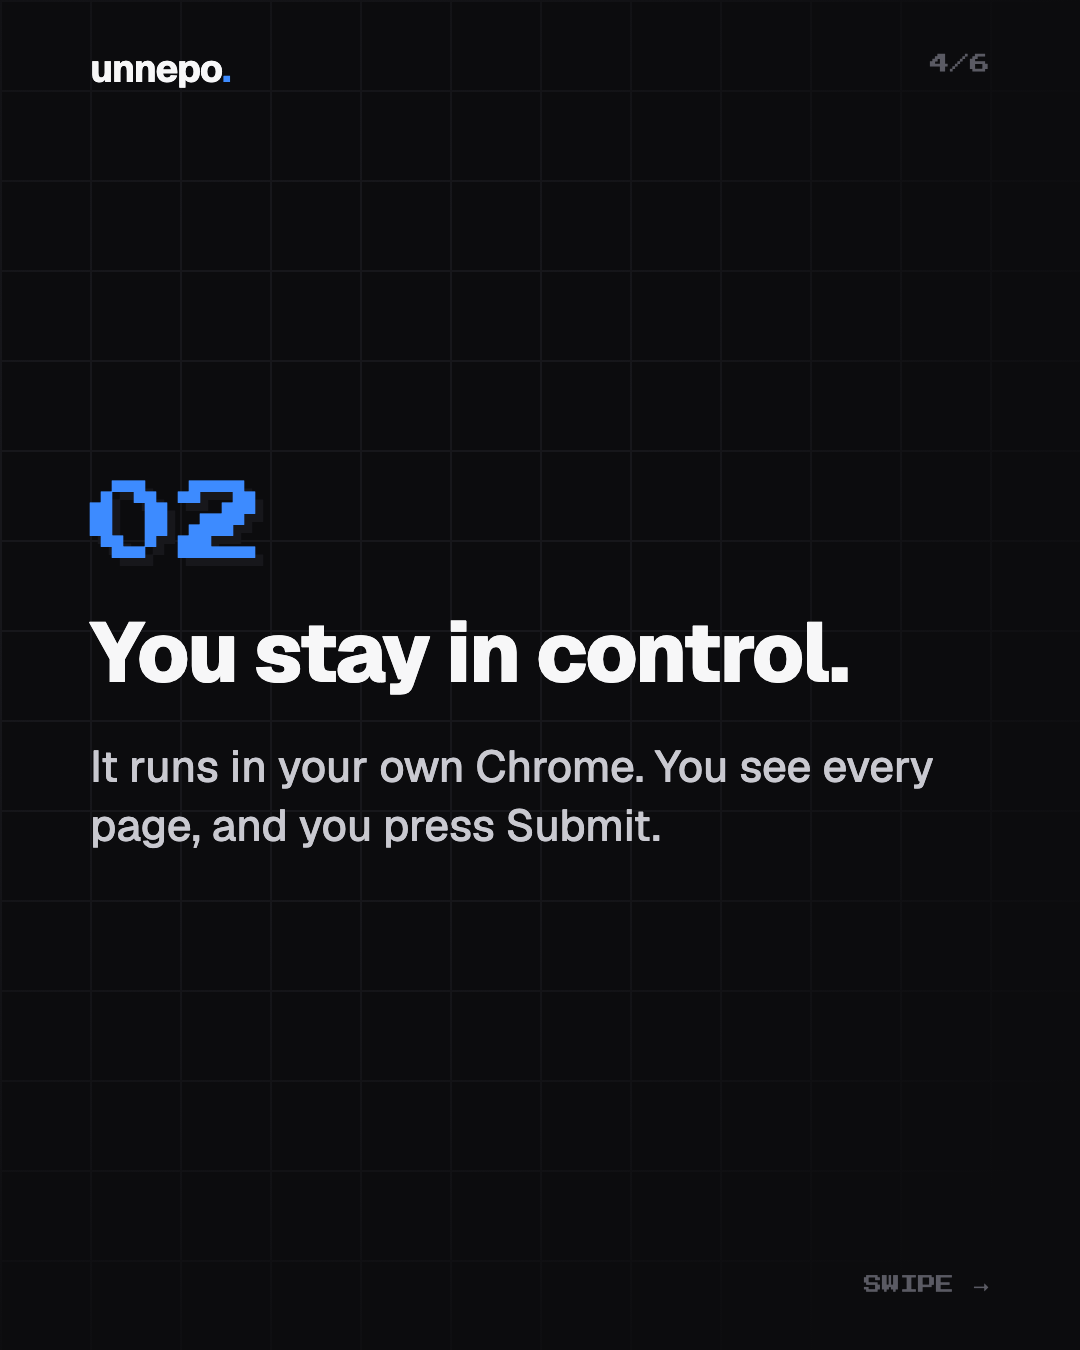 unnepo.
4/6
02
You stay in control.
It runs in your own Chrome. You see every
page, and you press Submit.
SWIPE →